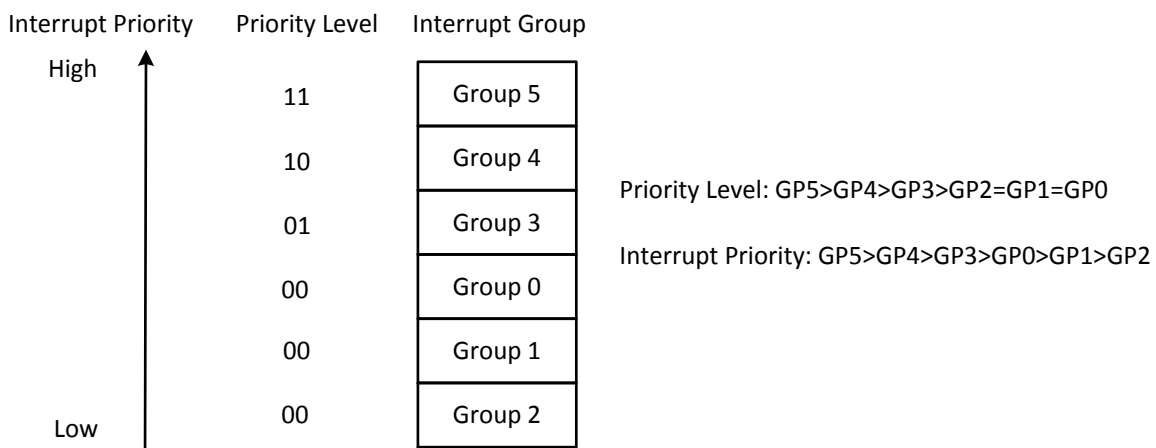 Interrupt Priority Priority Level Interrupt Group
High
11 Group 5
10 Group 4
Priority Level: GP5>GP4>GP3>GP2=GP1=GP0
01 Group 3
Interrupt Priority: GP5>GP4>GP3>GP0>GP1>GP2
00 Group 0
00 Group 1
00 Group 2
Low